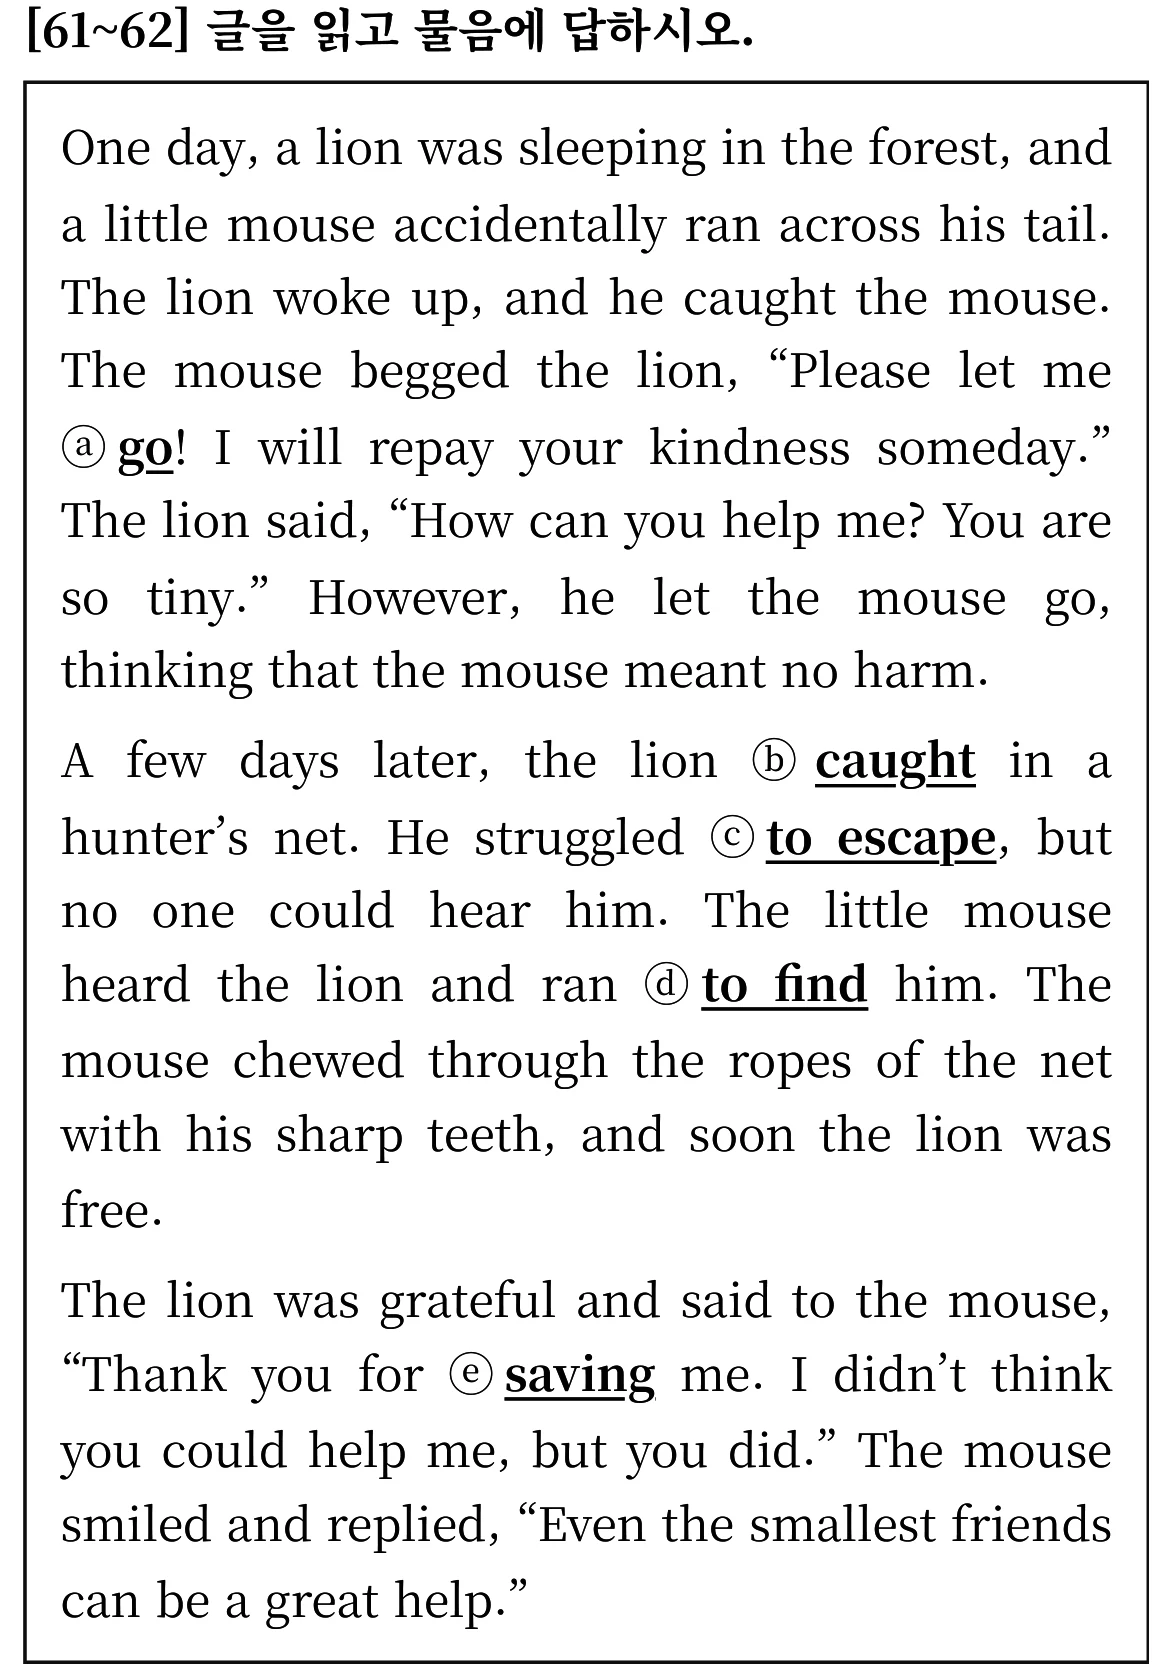 [61~62] 글을 읽고 물음에 답하시오.
One day, a lion was sleeping in the forest, and
a little mouse accidentally ran across his tail.
The lion woke up, and he caught the mouse.
The mouse begged the lion, “Please let me
ⓐ go! I will repay your kindness someday.”
The lion said, “How can you help me? You are
so tiny.” However, he let the mouse go,
thinking that the mouse meant no harm.
A few days later, the lion ⓑ caught in a
hunter’s net. He struggled ⓒ to escape, but
no one could hear him. The little mouse
heard the lion and ran ⓓ to find him. The
mouse chewed through the ropes of the net
with his sharp teeth, and soon the lion was
free.
The lion was grateful and said to the mouse,
“Thank you for ⓔ saving me. I didn’t think
you could help me, but you did.” The mouse
smiled and replied, “Even the smallest friends
can be a great help.”